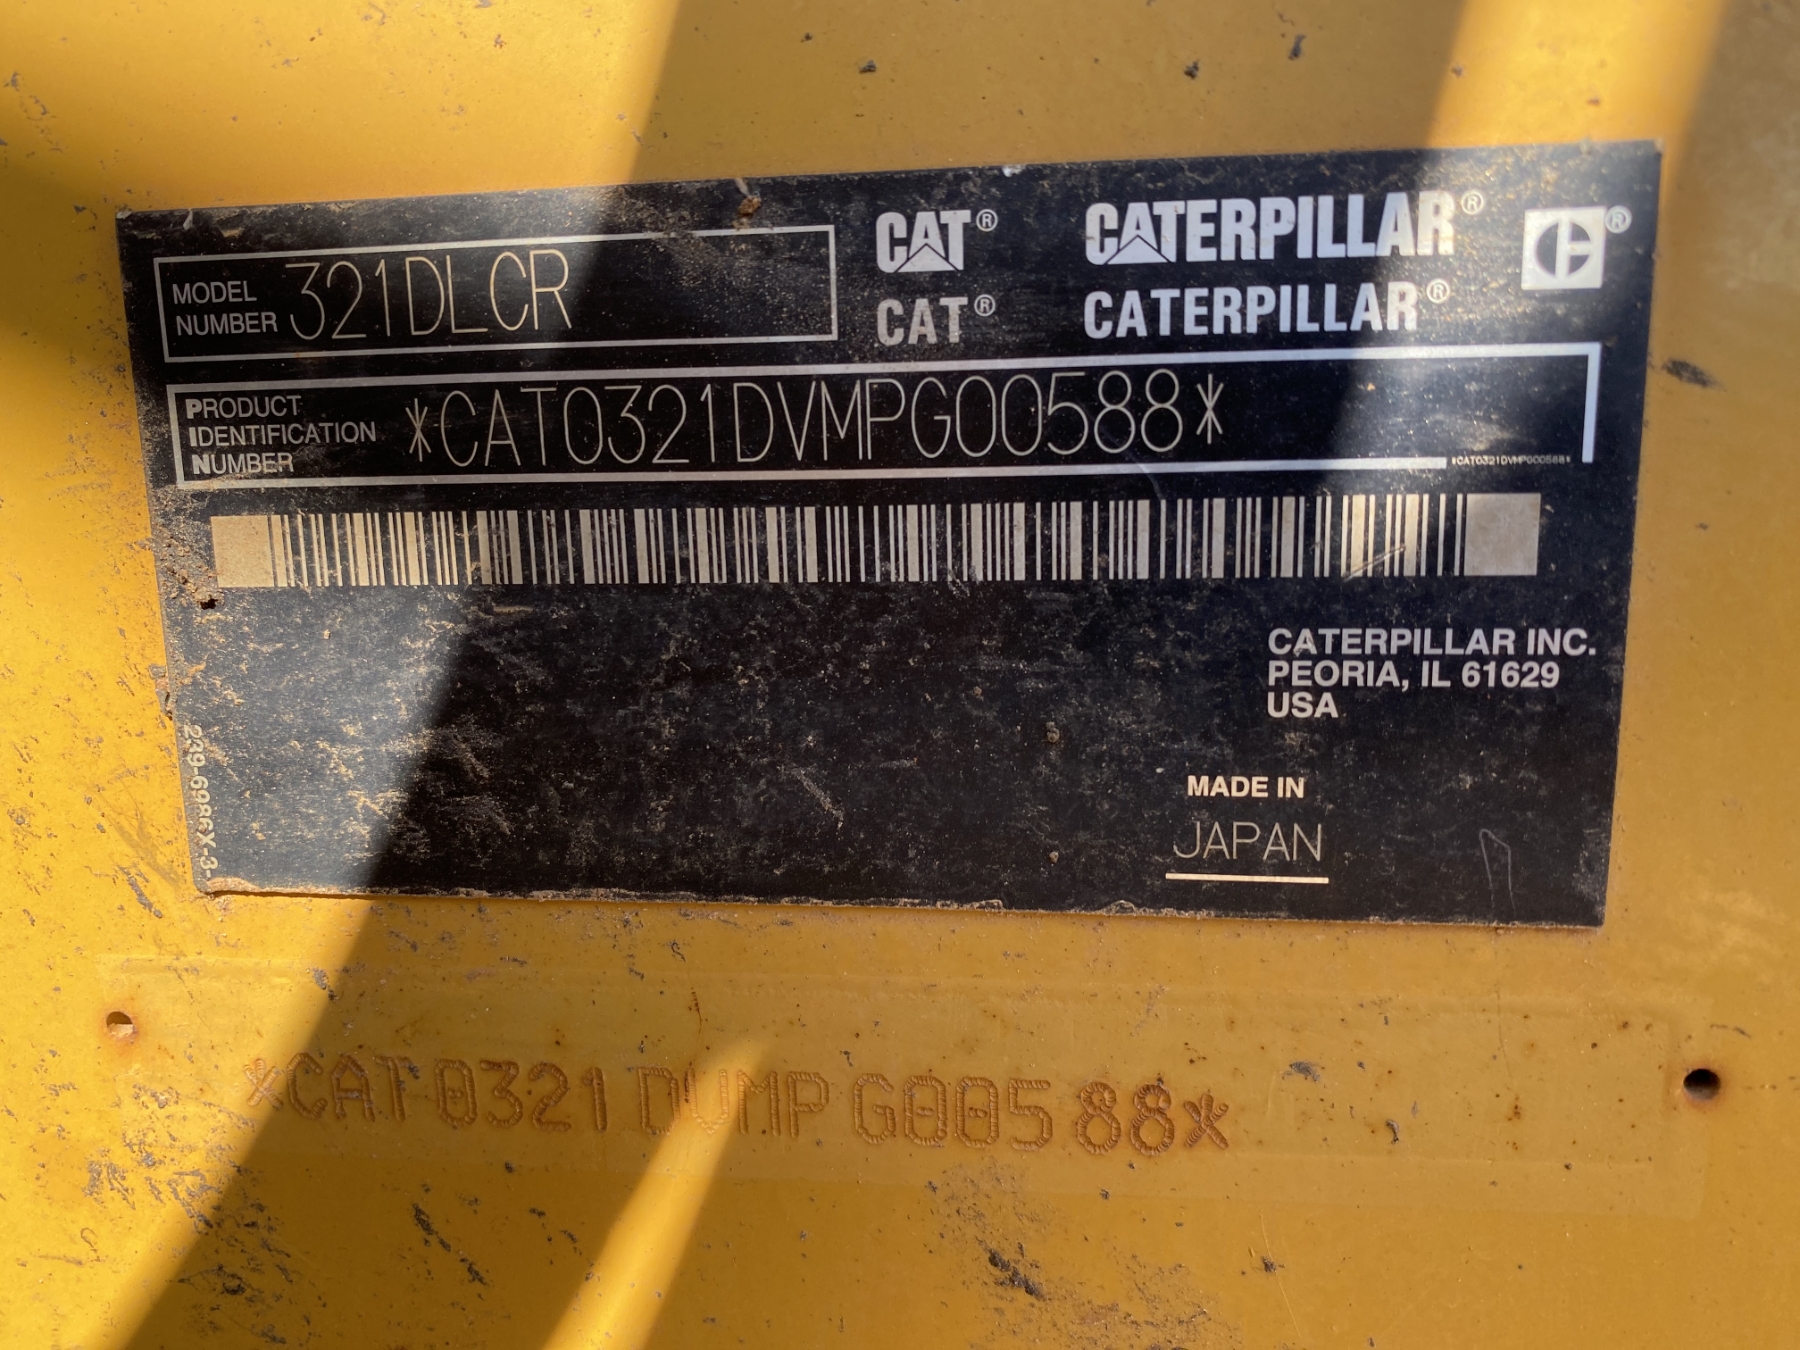 MODEL NUMBER 321DLCR
CAT® CATERPILLAR® ®
CAT® CATERPILLAR®
PRODUCT IDENTIFICATION NUMBER *CAT0321DVMPG00588*
*CAT0321DVMPG00588*
CATERPILLAR INC.
PEORIA, IL 61629
USA
MADE IN
JAPAN
*CAT0321DVMPG00588*